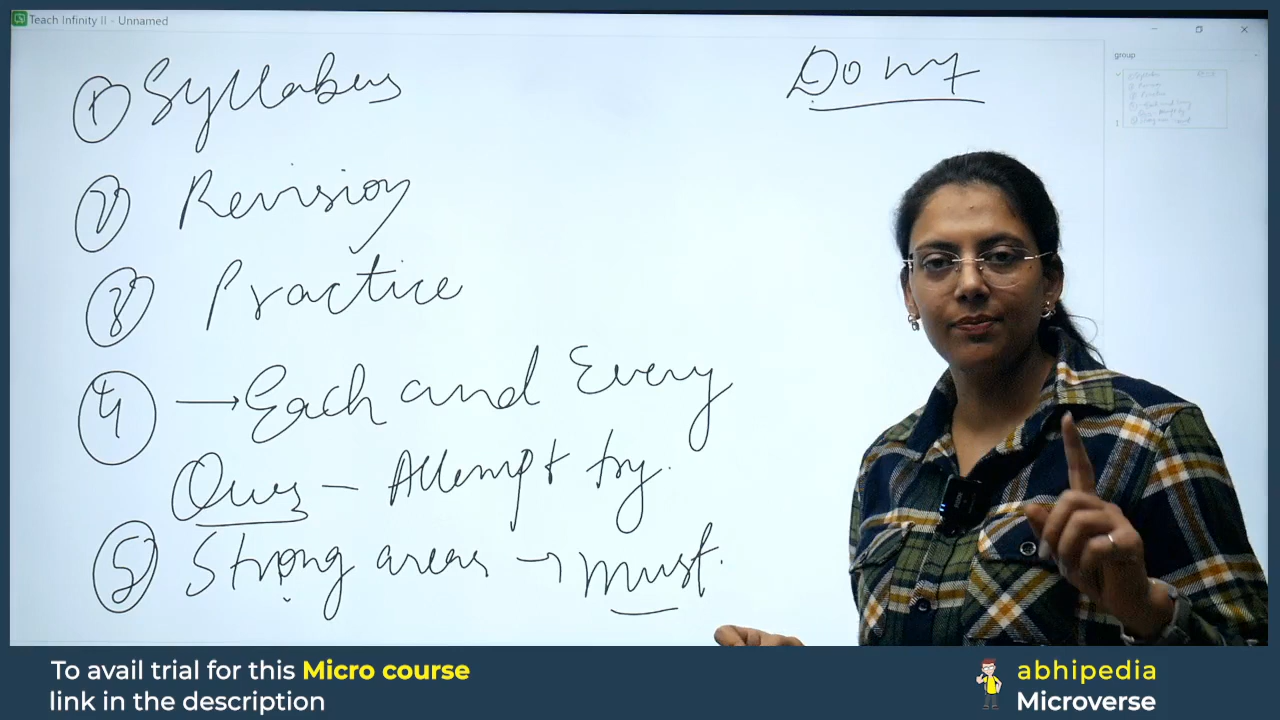 Teach Infinity II - Unnamed
group
① Syllabus
② Revision
③ Practice
④ → Each and Every
Ques - Attempt try.
⑤ Strong areas → must.
To avail trial for this Micro course
link in the description
abhipedia
Microverse